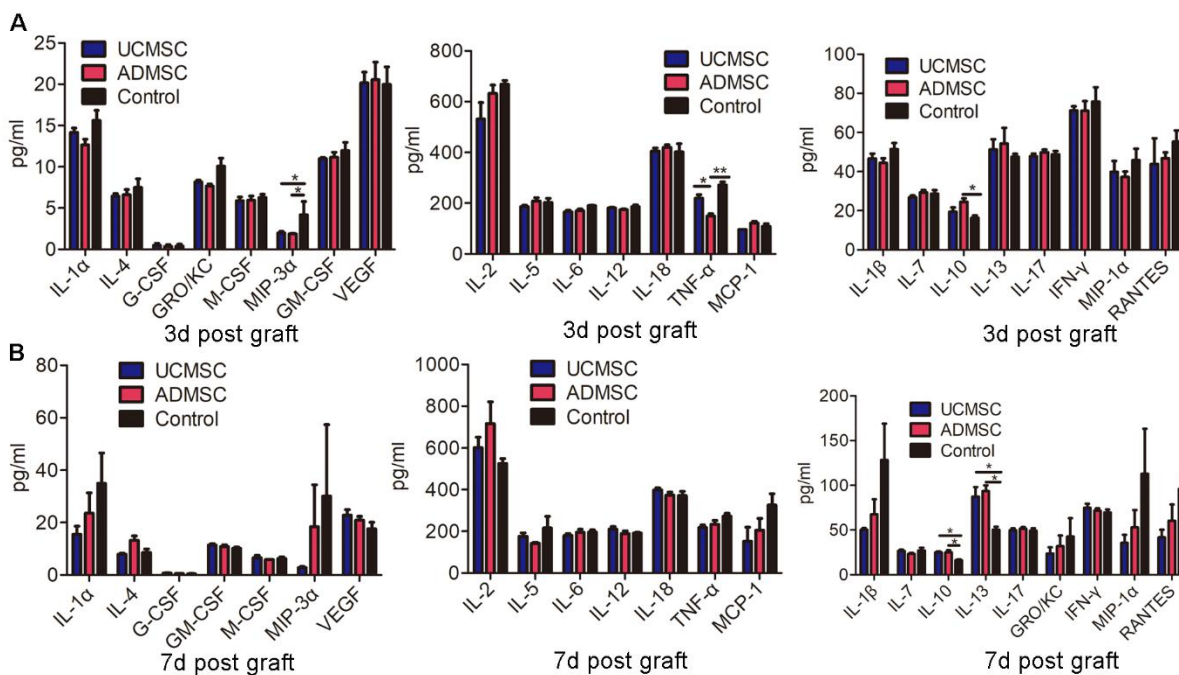 A
25
20
15
10
5
0
pg/ml
UCMSC
ADMSC
Control
*
*
IL-1α
IL-4
G-CSF
GRO/KC
M-CSF
MIP-3α
GM-CSF
VEGF
3d post graft
800
600
400
200
0
pg/ml
UCMSC
ADMSC
Control
*
**
IL-2
IL-5
IL-6
IL-12
IL-18
TNF-α
MCP-1
3d post graft
100
80
60
40
20
0
pg/ml
UCMSC
ADMSC
Control
*
IL-1β
IL-7
IL-10
IL-13
IL-17
IFN-γ
MIP-1α
RANTES
3d post graft
B
80
60
40
20
0
pg/ml
UCMSC
ADMSC
Control
IL-1α
IL-4
G-CSF
GM-CSF
M-CSF
MIP-3α
VEGF
7d post graft
1000
800
600
400
200
0
pg/ml
UCMSC
ADMSC
Control
IL-2
IL-5
IL-6
IL-12
IL-18
TNF-α
MCP-1
7d post graft
200
150
100
50
0
pg/ml
UCMSC
ADMSC
Control
*
*
*
*
IL-1β
IL-7
IL-10
IL-13
IL-17
GRO/KC
IFN-γ
MIP-1α
RANTES
7d post graft